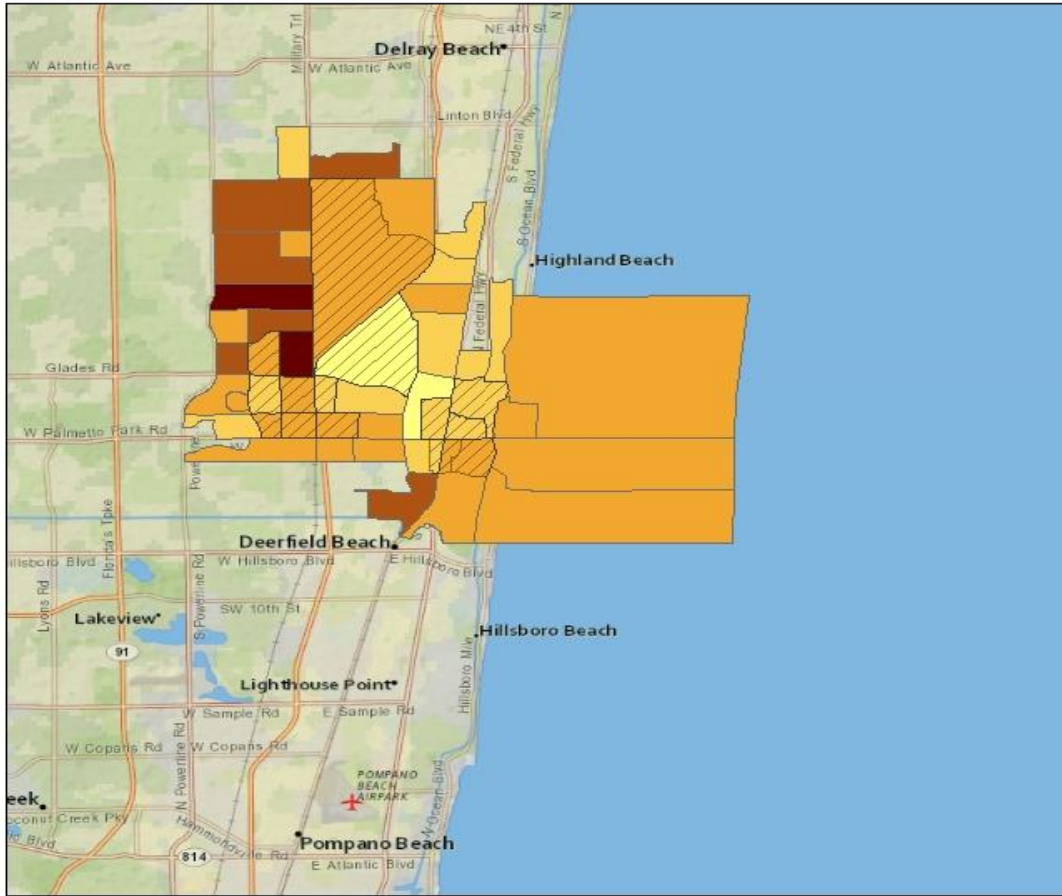 NE 4th ST
N
Delray Beach
W Atlantic Ave
W Atlantic Ave
Military Trl
Linton Blvd
S Federal Hwy
S Ocean Blvd
Highland Beach
N Federal Hwy
Glades Rd
W Palmetto Park Rd
Powerline
Deerfield Beach
illsboro Blvd
W Hillsboro Blvd
E Hillsboro Blvd
Florida's Tpke
Lyons Rd
S Powerline Rd
SW 10th St
Lakeview
Hillsboro Beach
91
Hillsboro Mile
Lighthouse Point
W Sample Rd
E Sample Rd
W Copans Rd
W Copans Rd
N Powerline Rd
POMPANO
BEACH
AIRPARK
eek
oconut Creek Pky
Hammondville Rd
N Ocean Blvd
Pompano Beach
814
E Atlantic Blvd